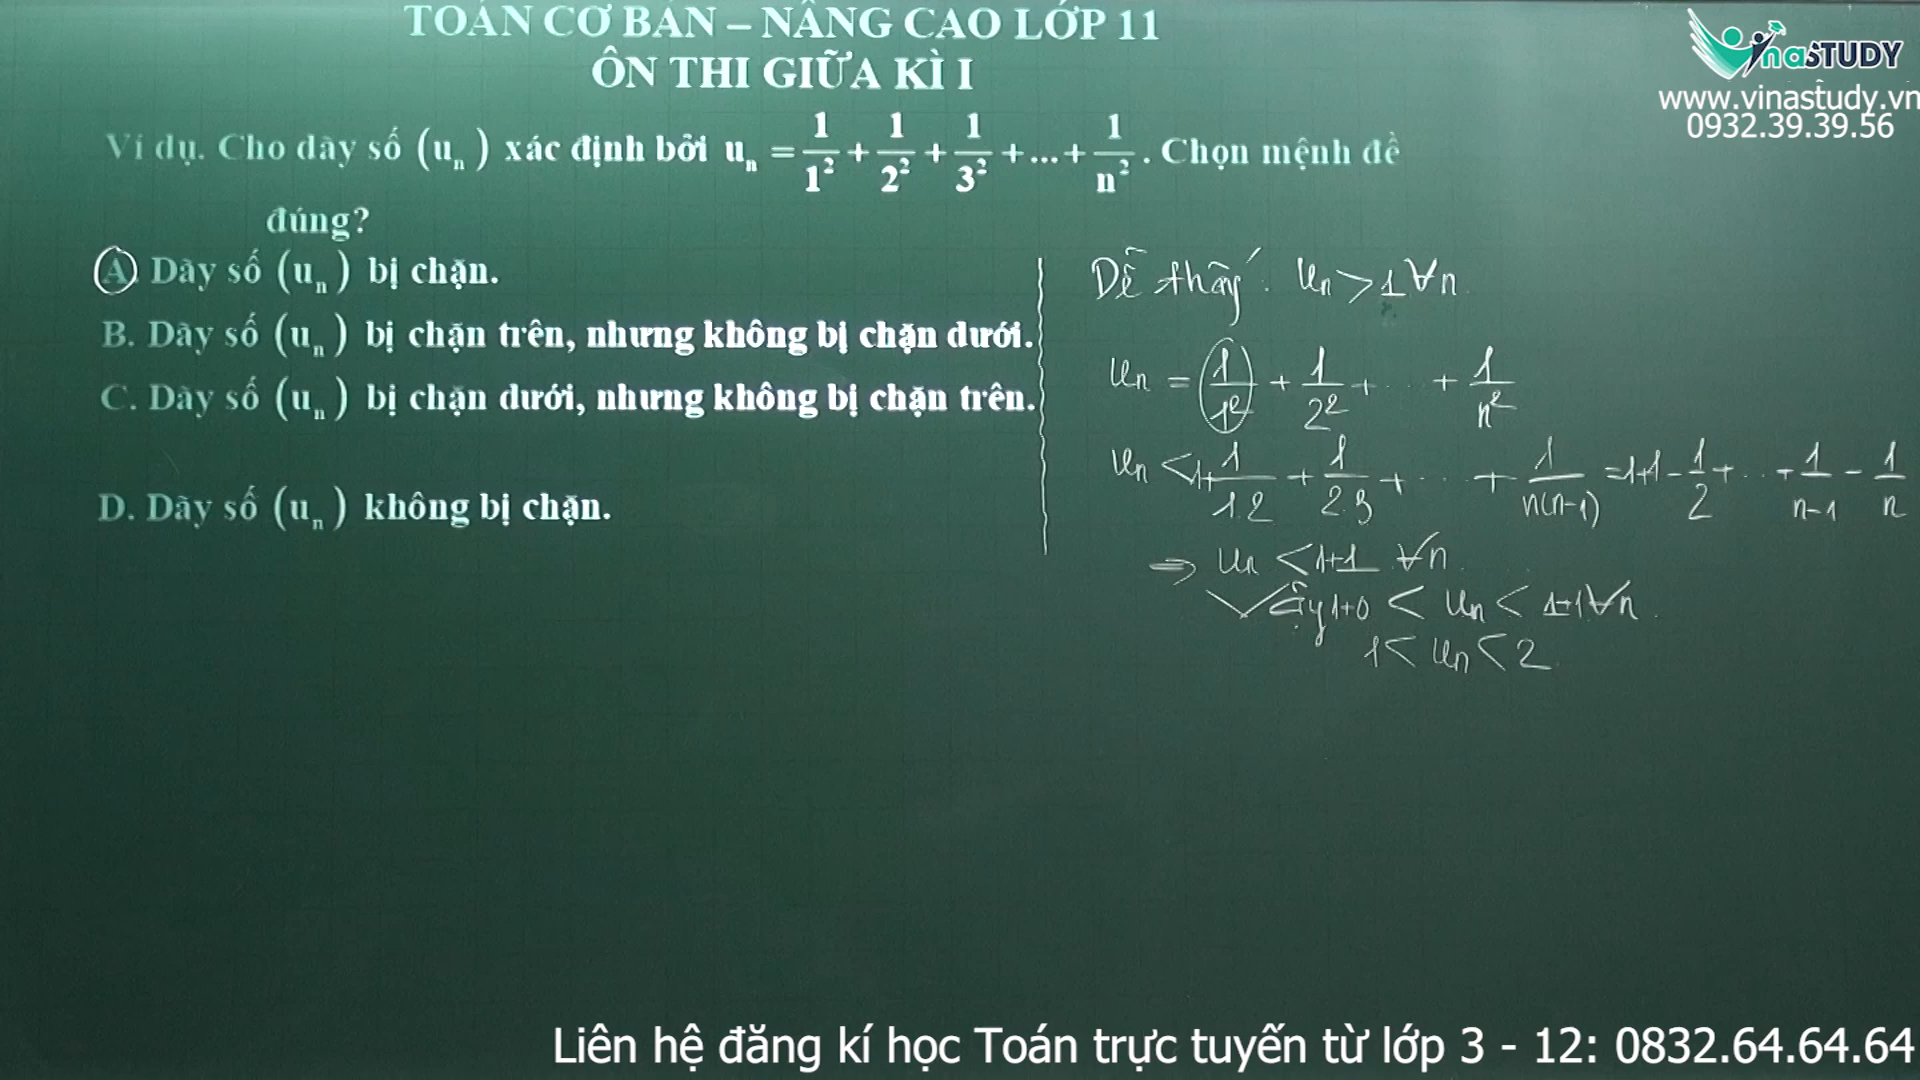 TOÁN CƠ BẢN – NÂNG CAO LỚP 11
ÔN THI GIỮA KÌ I
VinaSTUDY
www.vinastudy.vn
0932.39.39.56
Ví dụ. Cho dãy số (uₙ) xác định bởi uₙ = 1/1² + 1/2² + 1/3² + ... + 1/n². Chọn mệnh đề
đúng?
A. Dãy số (uₙ) bị chặn.
B. Dãy số (uₙ) bị chặn trên, nhưng không bị chặn dưới.
C. Dãy số (uₙ) bị chặn dưới, nhưng không bị chặn trên.
D. Dãy số (uₙ) không bị chặn.
Dễ thấy: uₙ > 1 ∀n
uₙ = 1/1² + 1/2² + ... + 1/n²
uₙ < 1 + 1/1.2 + 1/2.3 + ... + 1/n(n-1) = 1+1 - 1/2 + ... + 1/n-1 - 1/n
⇒ uₙ < 1+1 ∀n.
Vậy 1+0 < uₙ < 1+1 ∀n.
1 < uₙ < 2
Liên hệ đăng kí học Toán trực tuyến từ lớp 3 - 12: 0832.64.64.64